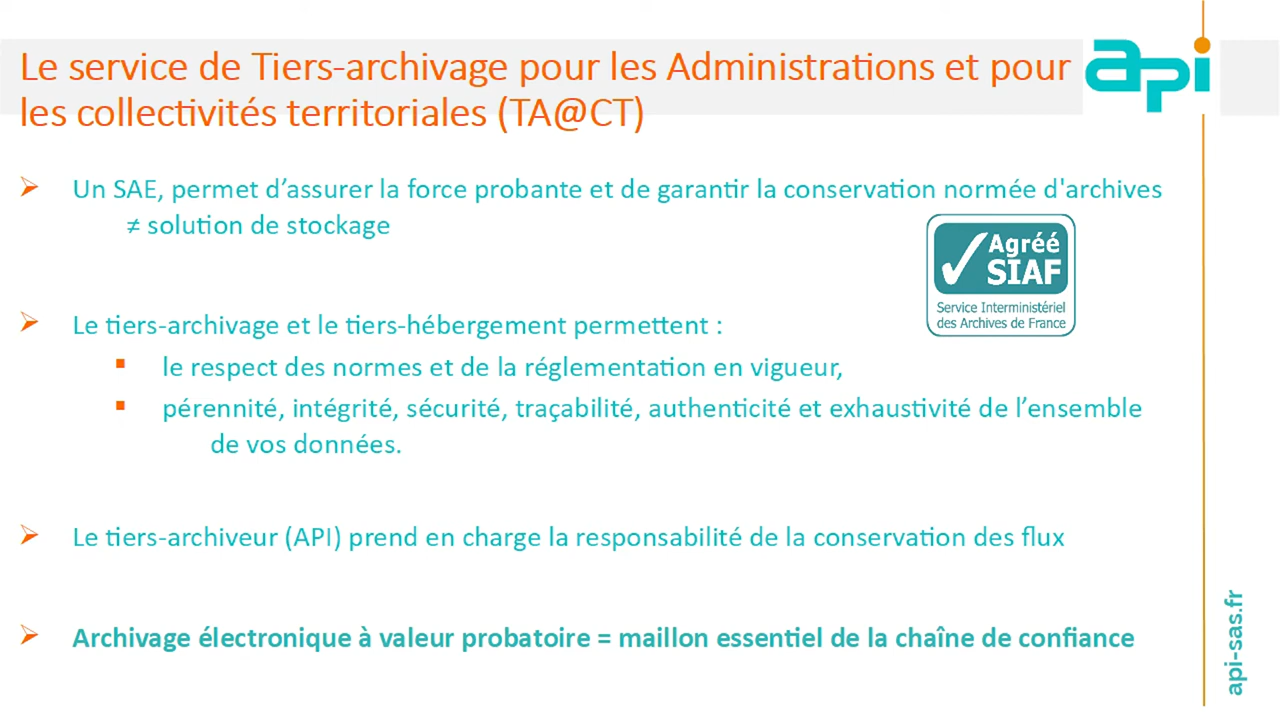 Le service de Tiers-archivage pour les Administrations et pour
les collectivités territoriales (TA@CT)
api
Un SAE, permet d’assurer la force probante et de garantir la conservation normée d'archives
≠ solution de stockage
Agréé
SIAF
Service Interministériel
des Archives de France
Le tiers-archivage et le tiers-hébergement permettent :
le respect des normes et de la réglementation en vigueur,
pérennité, intégrité, sécurité, traçabilité, authenticité et exhaustivité de l’ensemble
de vos données.
Le tiers-archiveur (API) prend en charge la responsabilité de la conservation des flux
Archivage électronique à valeur probatoire = maillon essentiel de la chaîne de confiance
api-sas.fr